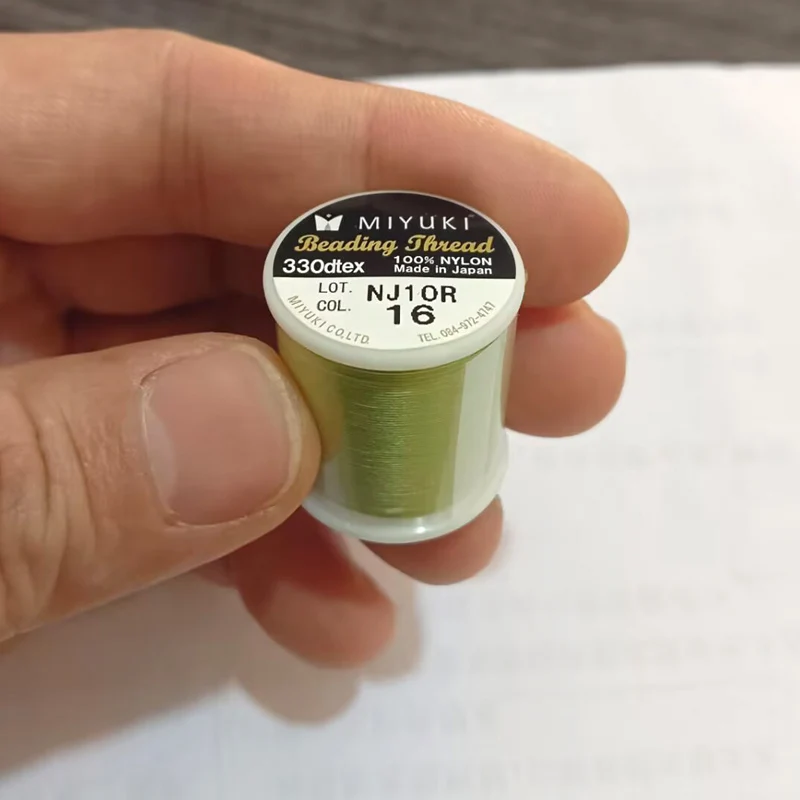 MIYUKI
Beading Thread
330dtex
100% NYLON
Made in Japan
LOT. NJ10R
COL. 16
MIYUKI CO,LTD.
TEL.084-972-4747